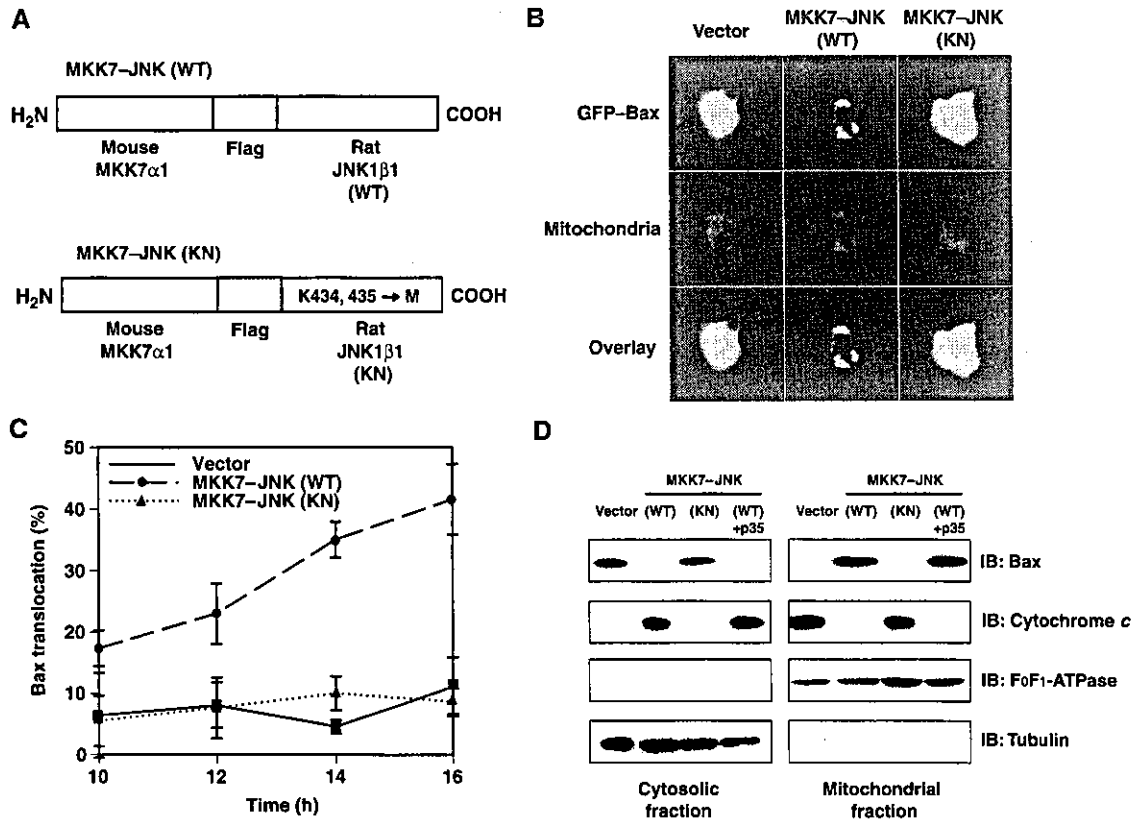 A
MKK7–JNK (WT)
H2N
COOH
Mouse
MKK7α1
Flag
Rat
JNK1β1
(WT)
MKK7–JNK (KN)
H2N
K434, 435 → M
COOH
Mouse
MKK7α1
Flag
Rat
JNK1β1
(KN)
B
Vector
MKK7–JNK
(WT)
MKK7–JNK
(KN)
GFP–Bax
Mitochondria
Overlay
C
Vector
MKK7–JNK (WT)
MKK7–JNK (KN)
Bax translocation (%)
50
40
30
20
10
0
10
12
14
16
Time (h)
D
MKK7–JNK
MKK7–JNK
Vector (WT) (KN) (WT)
+p35
Vector (WT) (KN) (WT)
+p35
IB: Bax
IB: Cytochrome c
IB: F0F1-ATPase
IB: Tubulin
Cytosolic
fraction
Mitochondrial
fraction